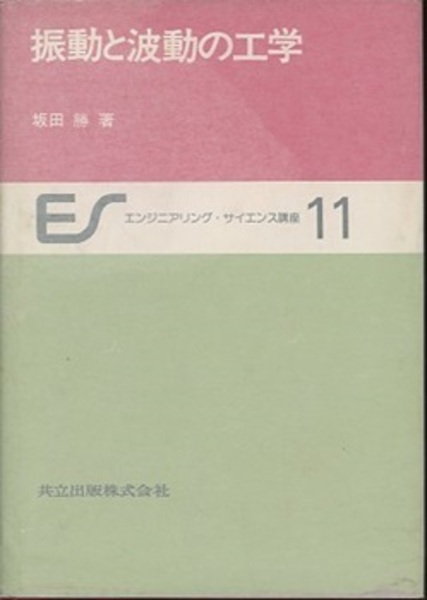 振動と波動の工学
坂田 勝 著
ES エンジニアリング・サイエンス講座 11
共立出版株式会社